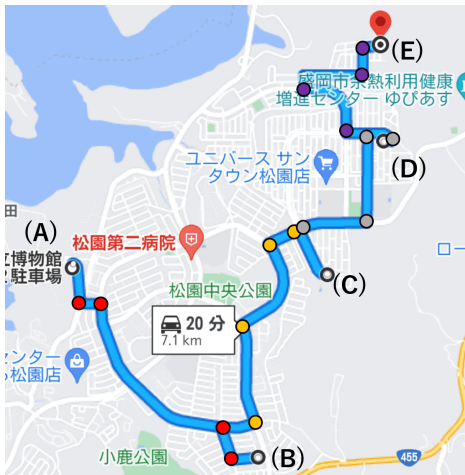 (E)
盛岡市余熱利用健康
増進センター ゆぴあす
(D)
ユニバース サン
タウン松園店
田
(A)
立博物館
2 駐車場
松園第二病院
ロー
(C)
松園中央公園
20 分
7.1 km
センター
松園店
(B)
小鹿公園
455